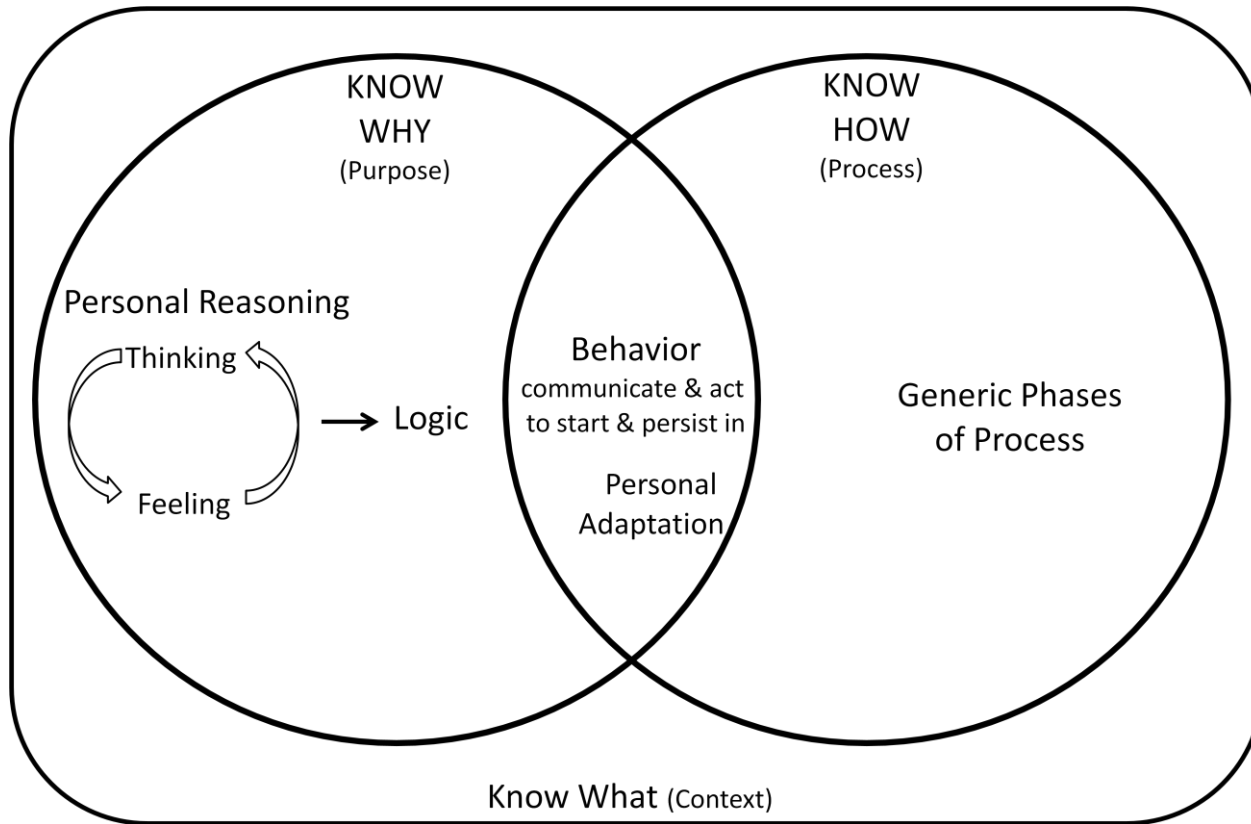 KNOW
WHY
(Purpose)
KNOW
HOW
(Process)
Personal Reasoning
Thinking
Feeling
Logic
Behavior
communicate & act
to start & persist in
Personal
Adaptation
Generic Phases
of Process
Know What (Context)